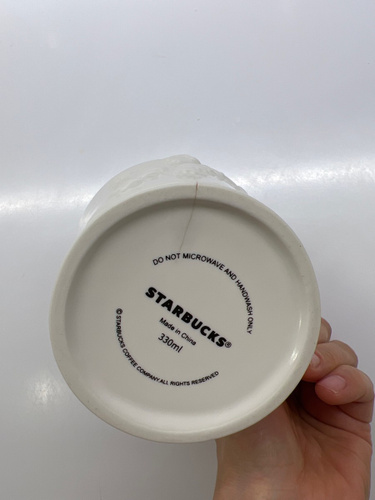 DO NOT MICROWAVE AND HANDWASH ONLY
STARBUCKS®
Made in China
330ml
©STARBUCKS COFFEE COMPANY.ALL RIGHTS RESERVED